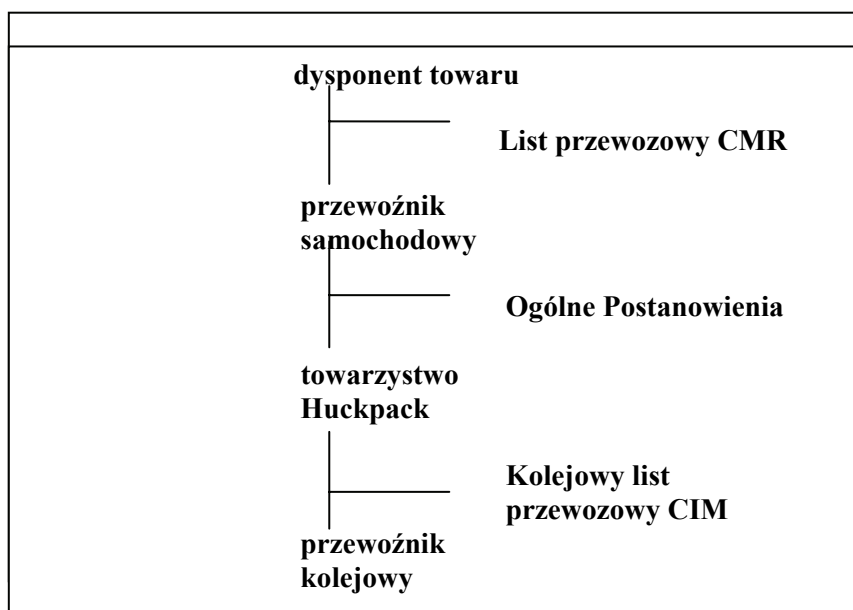 dysponent towaru
List przewozowy CMR
przewoźnik
samochodowy
Ogólne Postanowienia
towarzystwo
Huckpack
Kolejowy list
przewozowy CIM
przewoźnik
kolejowy